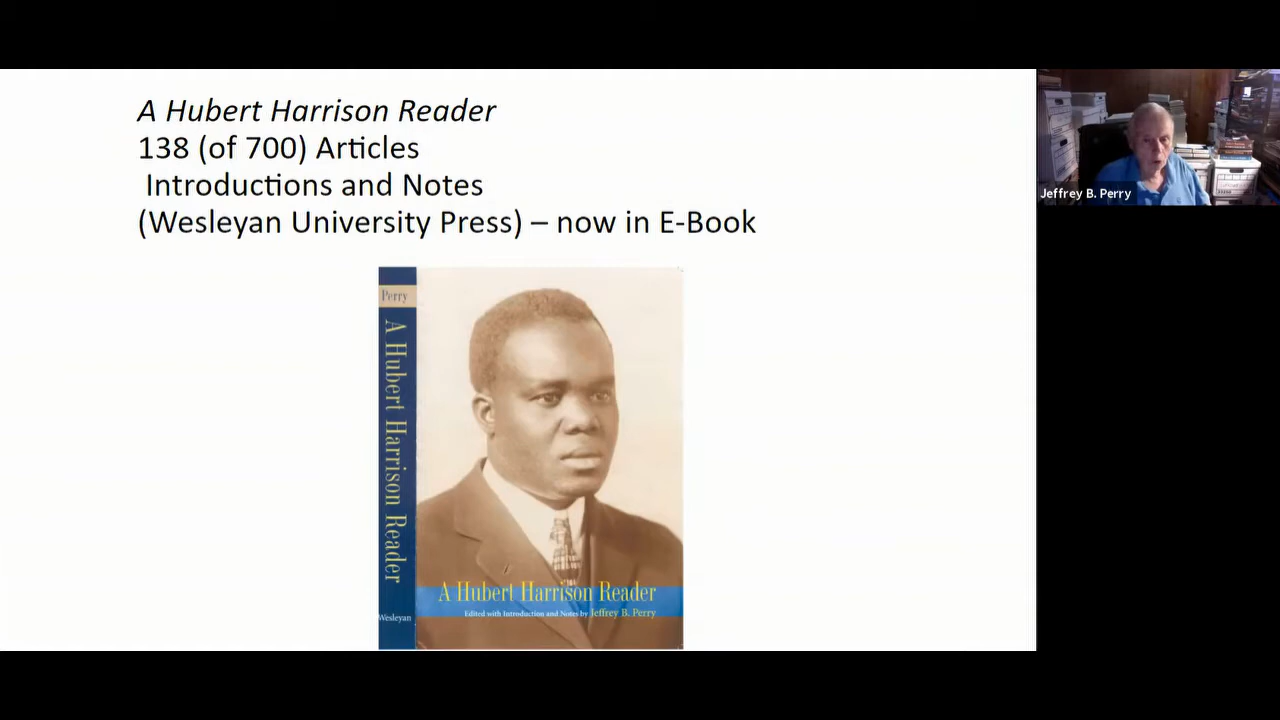 A Hubert Harrison Reader
138 (of 700) Articles
Introductions and Notes
(Wesleyan University Press) – now in E-Book
Jeffrey B. Perry
Perry
A Hubert Harrison Reader
Wesleyan
A Hubert Harrison Reader
Edited with Introduction and Notes by Jeffrey B. Perry